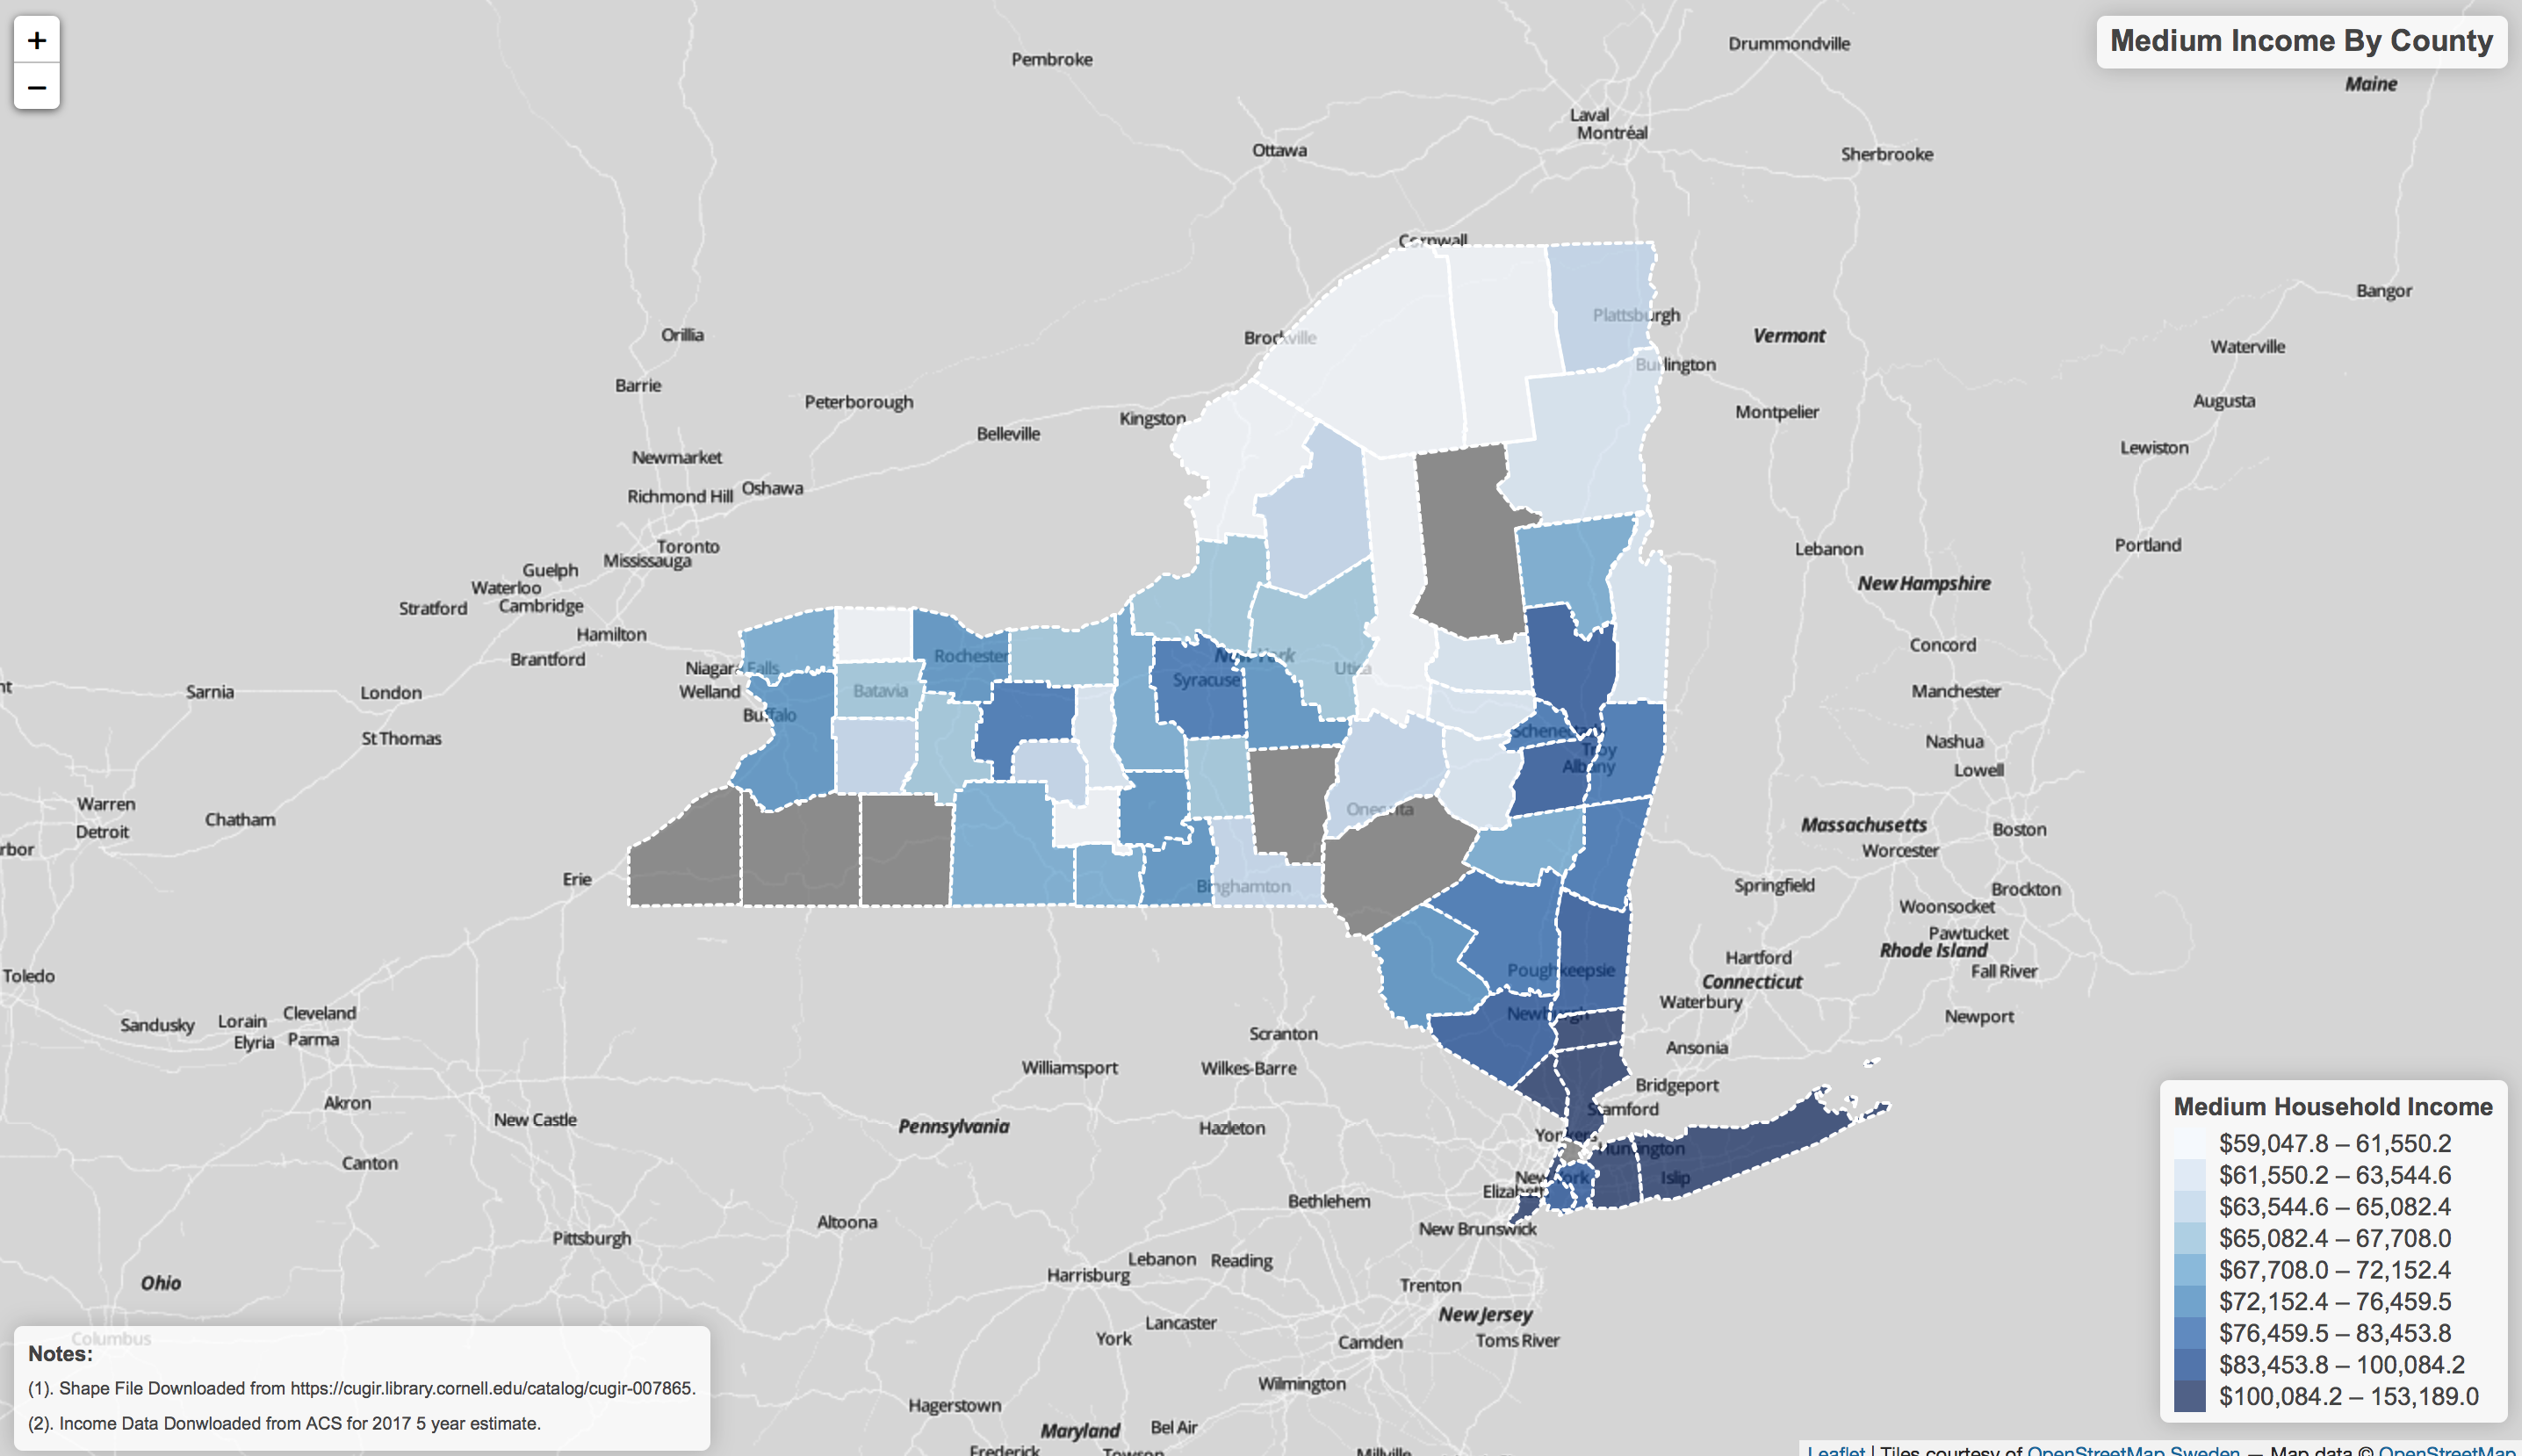 +
−
Medium Income By County
Maine
Pembroke
Drummondville
Laval
Montréal
Ottawa
Sherbrooke
Cornwall
Bangor
Plattsburgh
Orillia
Brockville
Vermont
Waterville
Burlington
Barrie
Peterborough
Augusta
Montpelier
Kingston
Belleville
Lewiston
Newmarket
Richmond Hill
Oshawa
Toronto
Mississauga
Lebanon
Portland
Guelph
Waterloo
Cambridge
Stratford
New Hampshire
Hamilton
Concord
Brantford
Rochester
New York
Utica
Niagara Falls
Syracuse
Sarnia
London
Welland
Batavia
Manchester
Buffalo
St Thomas
Schenectady
Troy
Albany
Nashua
Lowell
Warren
Detroit
Chatham
Oneonta
Massachusetts
Boston
Worcester
rbor
nt
Erie
Binghamton
Springfield
Brockton
Woonsocket
Pawtucket
Rhode Island
Fall River
Toledo
Poughkeepsie
Hartford
Connecticut
Waterbury
Newburgh
Newport
Sandusky
Lorain
Cleveland
Elyria
Parma
Scranton
Ansonia
Williamsport
Wilkes-Barre
Bridgeport
Akron
New Castle
Stamford
Pennsylvania
Hazleton
Yonkers
Huntington
Canton
New York
Islip
Elizabeth
Bethlehem
Altoona
New Brunswick
Pittsburgh
Lebanon
Reading
Harrisburg
Trenton
Ohio
New Jersey
Lancaster
York
Camden
Toms River
Columbus
Wilmington
Hagerstown
Maryland
Bel Air
Frederick
Towson
Millville
Medium Household Income
$59,047.8 – 61,550.2
$61,550.2 – 63,544.6
$63,544.6 – 65,082.4
$65,082.4 – 67,708.0
$67,708.0 – 72,152.4
$72,152.4 – 76,459.5
$76,459.5 – 83,453.8
$83,453.8 – 100,084.2
$100,084.2 – 153,189.0
Notes:
(1). Shape File Downloaded from https://cugir.library.cornell.edu/catalog/cugir-007865.
(2). Income Data Donwloaded from ACS for 2017 5 year estimate.
Leaflet | Tiles courtesy of OpenStreetMap Sweden — Map data © OpenStreetMap